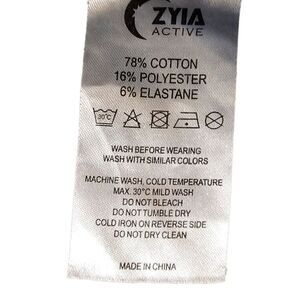 ZYIA
ACTIVE
78% COTTON
16% POLYESTER
6% ELASTANE
30°C
WASH BEFORE WEARING
WASH WITH SIMILAR COLORS
MACHINE WASH, COLD TEMPERATURE
MAX. 30°C MILD WASH
DO NOT BLEACH
DO NOT TUMBLE DRY
COLD IRON ON REVERSE SIDE
DO NOT DRY CLEAN
MADE IN CHINA